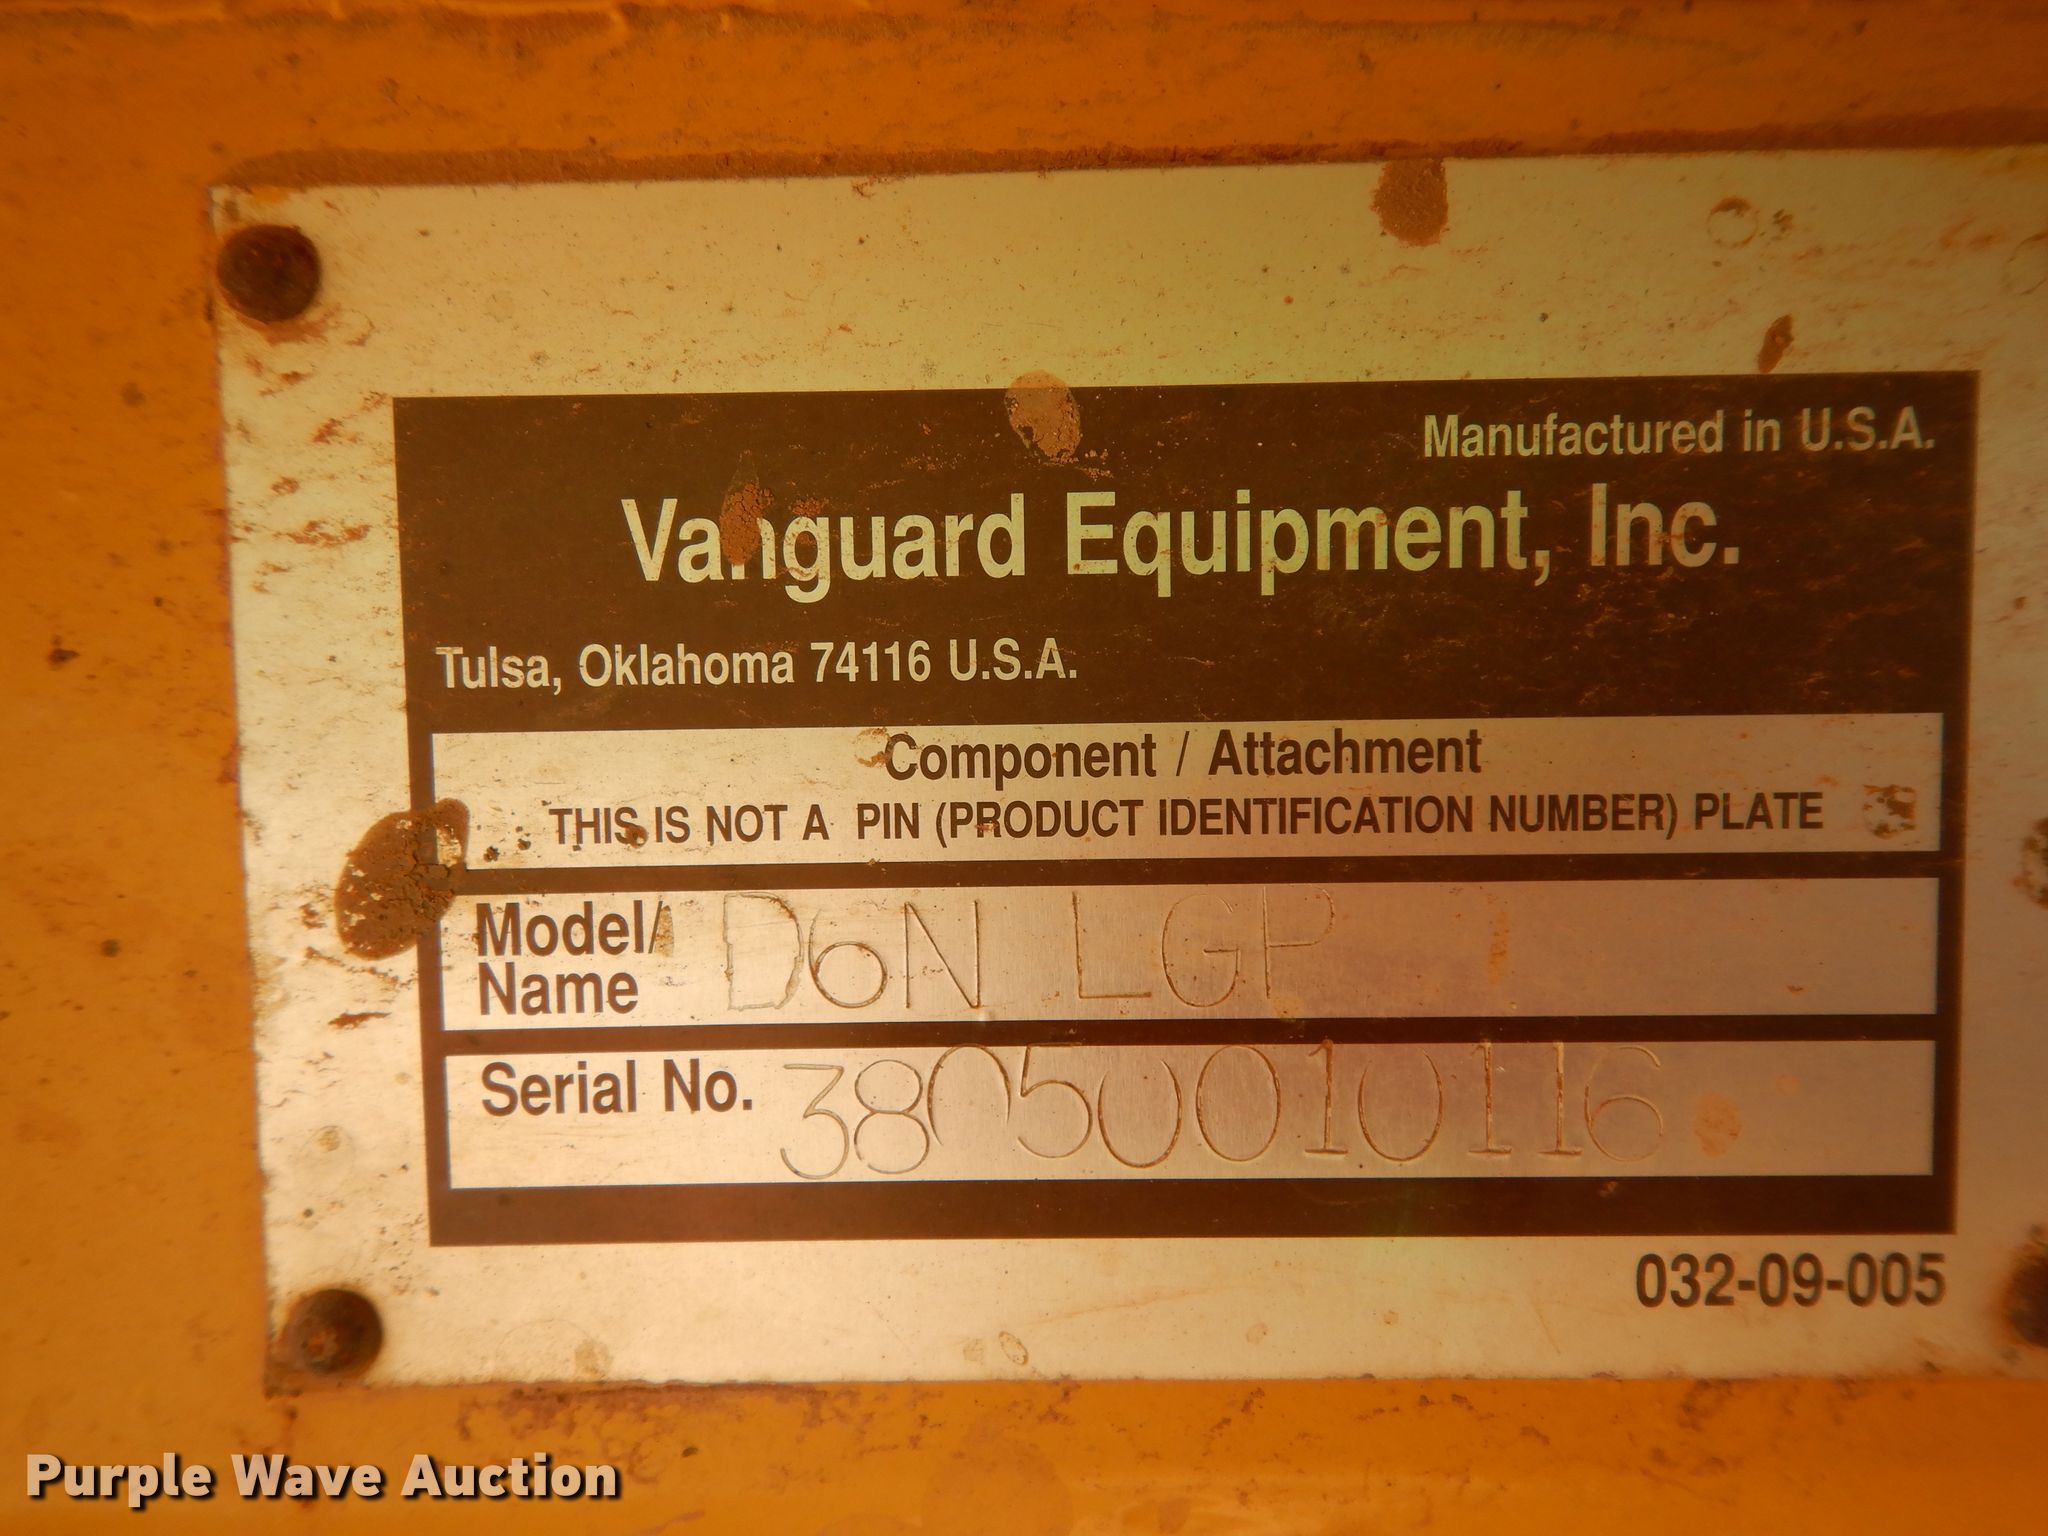 Manufactured in U.S.A.
Vanguard Equipment, Inc.
Tulsa, Oklahoma 74116 U.S.A.
Component / Attachment
THIS IS NOT A PIN (PRODUCT IDENTIFICATION NUMBER) PLATE
Model/ D6N LGP
Name
Serial No. 38050010116
032-09-005
Purple Wave Auction